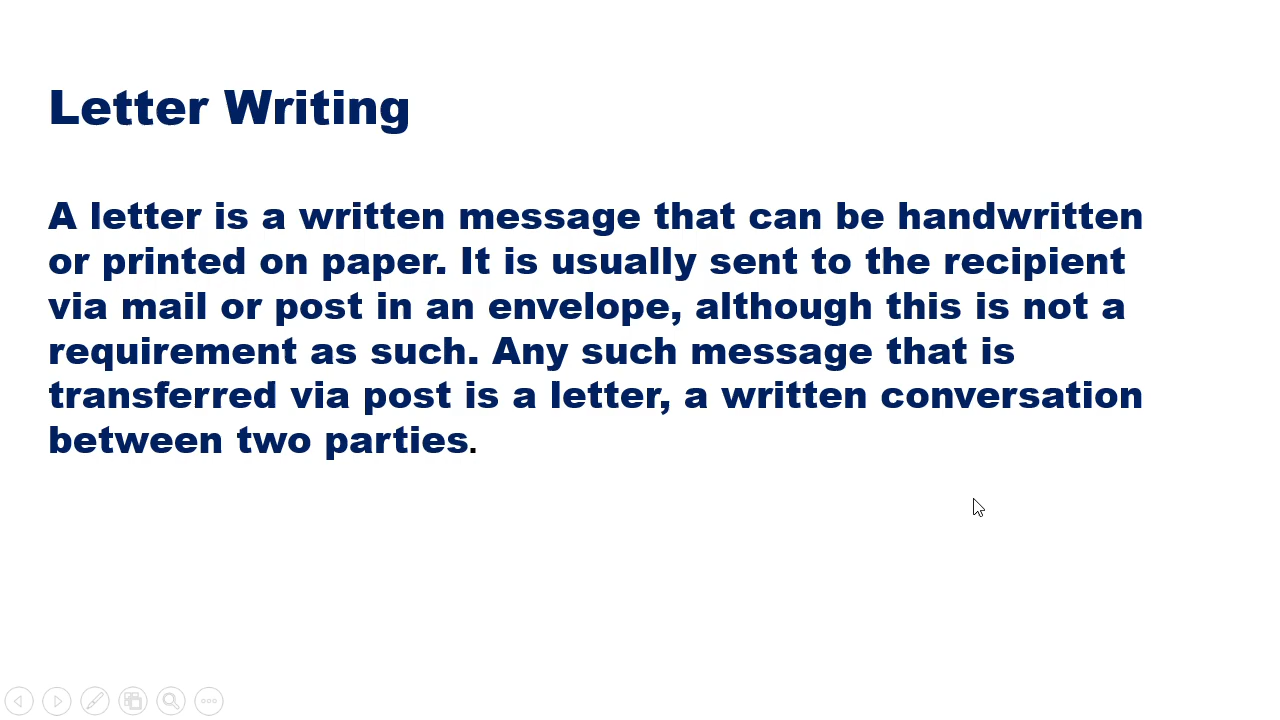 Letter Writing
A letter is a written message that can be handwritten
or printed on paper. It is usually sent to the recipient
via mail or post in an envelope, although this is not a
requirement as such. Any such message that is
transferred via post is a letter, a written conversation
between two parties.